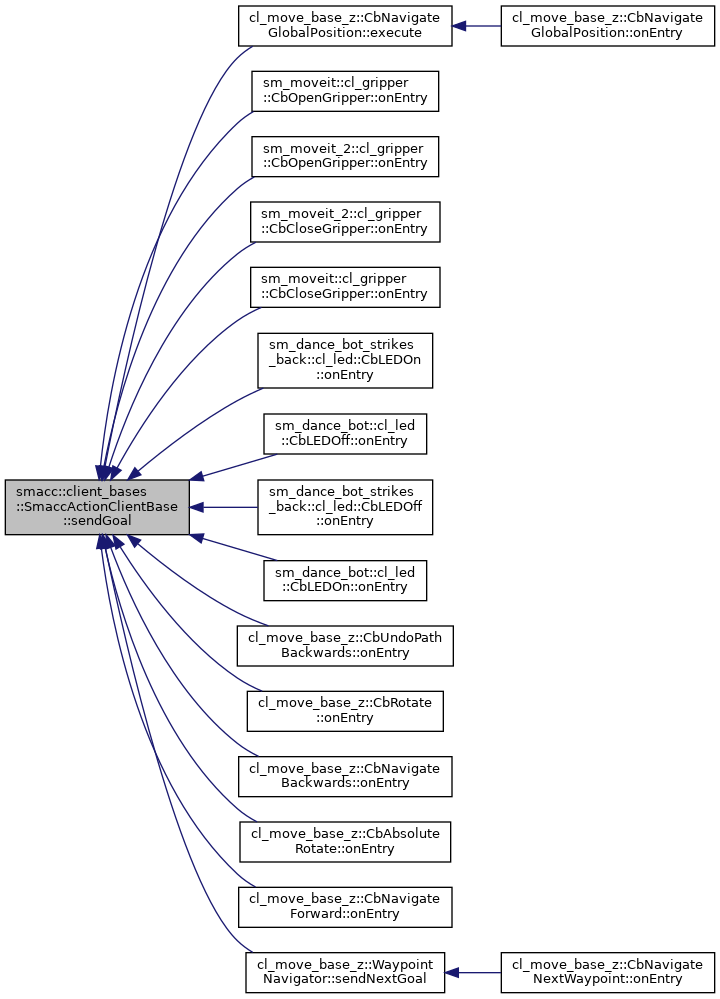 cl_move_base_z::CbNavigate
GlobalPosition::execute
cl_move_base_z::CbNavigate
GlobalPosition::onEntry
sm_moveit::cl_gripper
::CbOpenGripper::onEntry
sm_moveit_2::cl_gripper
::CbOpenGripper::onEntry
sm_moveit_2::cl_gripper
::CbCloseGripper::onEntry
sm_moveit::cl_gripper
::CbCloseGripper::onEntry
sm_dance_bot_strikes
_back::cl_led::CbLEDOn
::onEntry
sm_dance_bot::cl_led
::CbLEDOff::onEntry
smacc::client_bases
::SmaccActionClientBase
::sendGoal
sm_dance_bot_strikes
_back::cl_led::CbLEDOff
::onEntry
sm_dance_bot::cl_led
::CbLEDOn::onEntry
cl_move_base_z::CbUndoPath
Backwards::onEntry
cl_move_base_z::CbRotate
::onEntry
cl_move_base_z::CbNavigate
Backwards::onEntry
cl_move_base_z::CbAbsolute
Rotate::onEntry
cl_move_base_z::CbNavigate
Forward::onEntry
cl_move_base_z::Waypoint
Navigator::sendNextGoal
cl_move_base_z::CbNavigate
NextWaypoint::onEntry